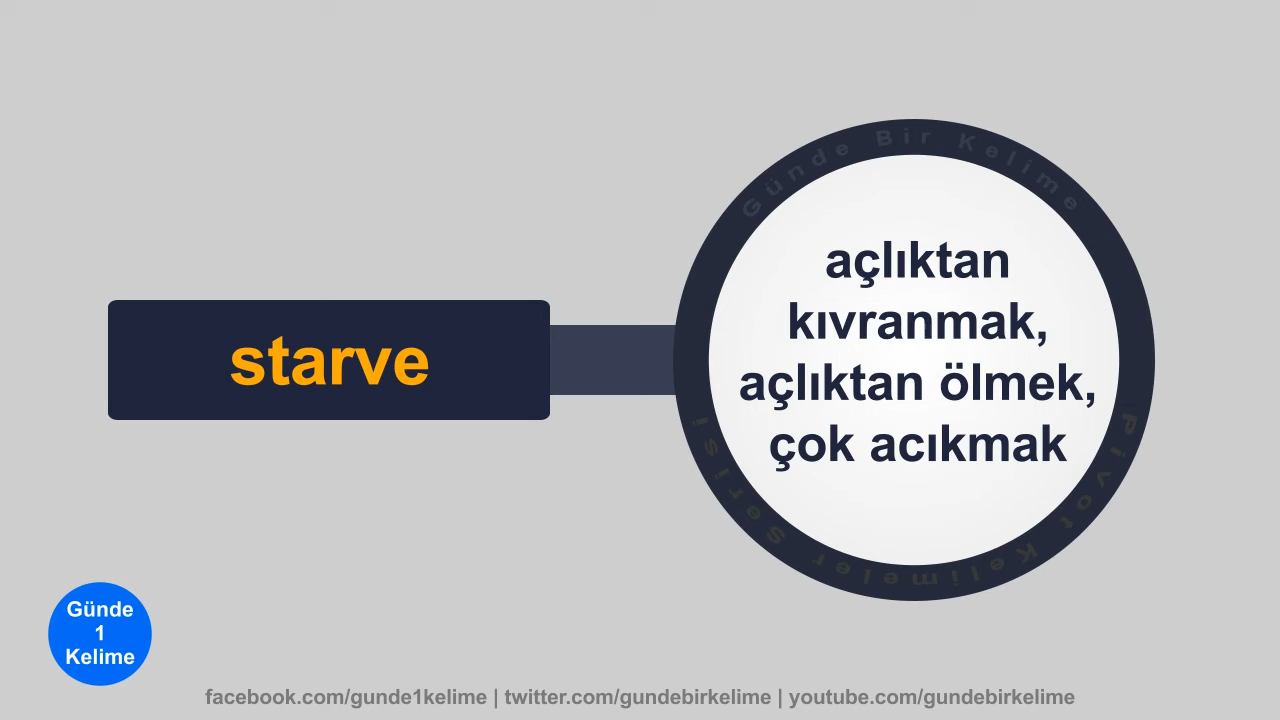 Günde Bir Kelime
starve
açlıktan
kıvranmak,
açlıktan ölmek,
çok acıkmak
Pivot Kelimeler Serisi
Günde
1
Kelime
facebook.com/gunde1kelime | twitter.com/gundebirkelime | youtube.com/gundebirkelime